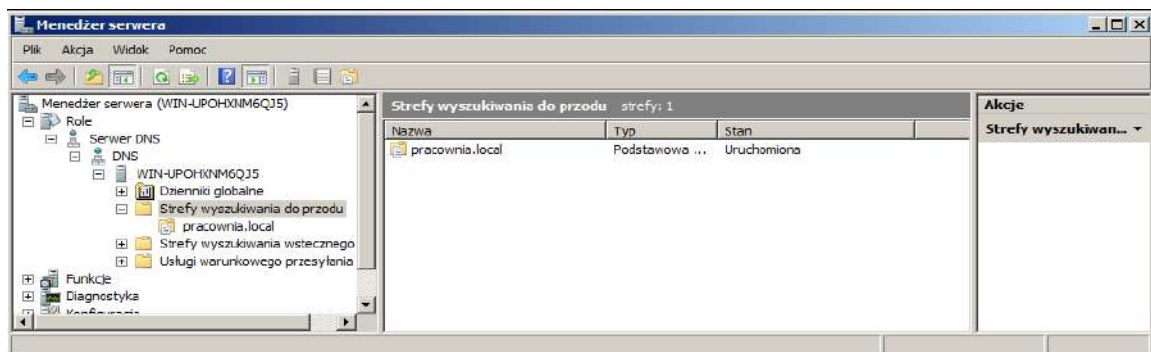 Menedżer serwera
Plik Akcja Widok Pomoc
Menedżer serwera (WIN-UPOHXNM6QJ5)
Role
Serwer DNS
DNS
WIN-UPOHXNM6QJ5
Dzienniki globalne
Strefy wyszukiwania do przodu
pracownia.local
Strefy wyszukiwania wstecznego
Usługi warunkowego przesyłania
Funkcje
Diagnostyka
Konfiguracja
Strefy wyszukiwania do przodu strefy: 1
Nazwa Typ Stan
pracownia.local Podstawowa ... Uruchomiona
Akcje
Strefy wyszukiwan...